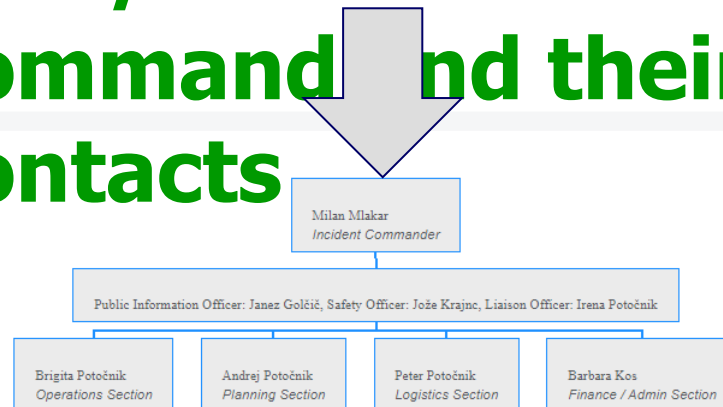 ommand nd their
ontacts
Milan Mlakar
Incident Commander
Public Information Officer: Janez Golčič, Safety Officer: Jože Krajnc, Liaison Officer: Irena Potočnik
Brigita Potočnik
Operations Section
Andrej Potočnik
Planning Section
Peter Potočnik
Logistics Section
Barbara Kos
Finance / Admin Section